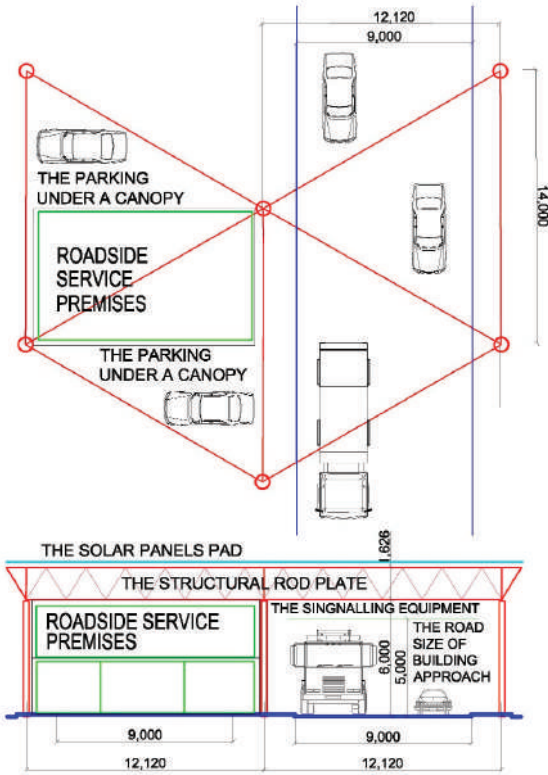 12,120
9,000
THE PARKING
UNDER A CANOPY
14,000
ROADSIDE
SERVICE
PREMISES
THE PARKING
UNDER A CANOPY
1,626
THE SOLAR PANELS PAD
THE STRUCTURAL ROD PLATE
ROADSIDE SERVICE
PREMISES
THE SINGNALLING EQUIPMENT
6,000
5,000
THE ROAD
SIZE OF
BUILDING
APPROACH
9,000
9,000
12,120
12,120